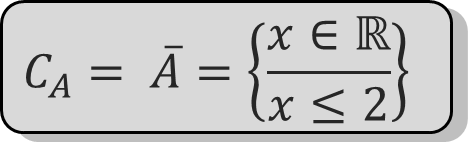 C_A = Ā = {x ∈ ℝ / x ≤ 2}